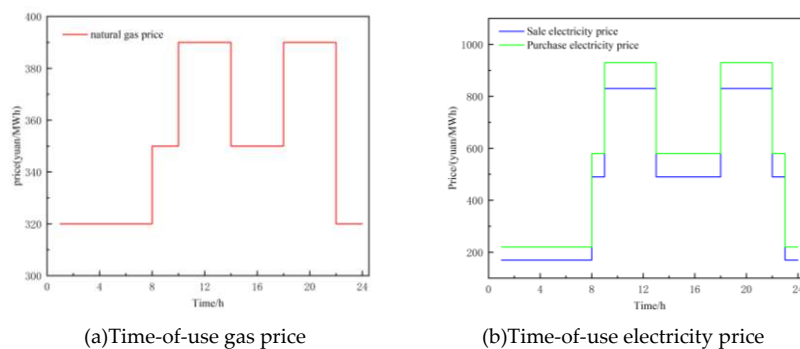 400
380
360
340
320
300
price(yuan/MWh)
natural gas price
0 4 8 12 16 20 24
Time/h
(a)Time-of-use gas price
1000
800
600
400
200
Price/(yuan/MWh)
Sale electricity price
Purchase electricity price
0 4 8 12 16 20 24
Time/h
(b)Time-of-use electricity price